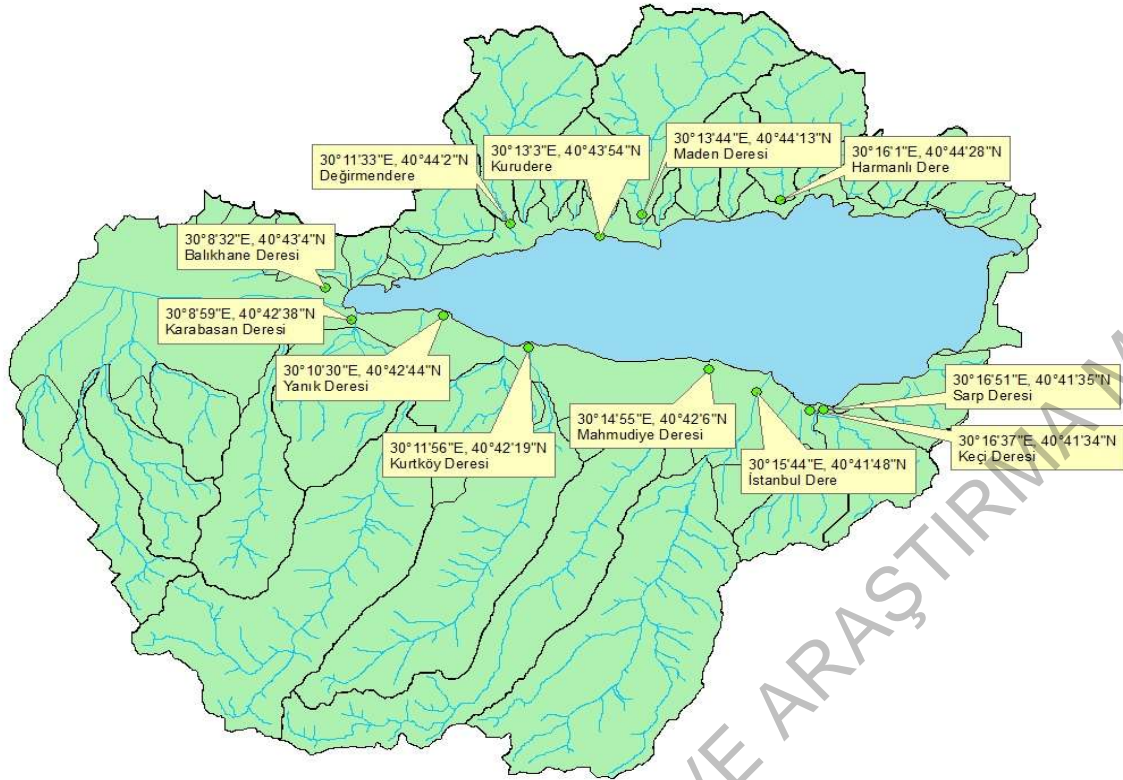 30°11'33"E, 40°44'2"N
Değirmendere
30°13'3"E, 40°43'54"N
Kurudere
30°13'44"E, 40°44'13"N
Maden Deresi
30°16'1"E, 40°44'28"N
Harmanlı Dere
30°8'32"E, 40°43'4"N
Balıkhane Deresi
30°8'59"E, 40°42'38"N
Karabasan Deresi
30°10'30"E, 40°42'44"N
Yanık Deresi
30°11'56"E, 40°42'19"N
Kurtköy Deresi
30°14'55"E, 40°42'6"N
Mahmudiye Deresi
30°15'44"E, 40°41'48"N
İstanbul Dere
30°16'51"E, 40°41'35"N
Sarp Deresi
30°16'37"E, 40°41'34"N
Keçi Deresi
VE ARAŞTIRMA